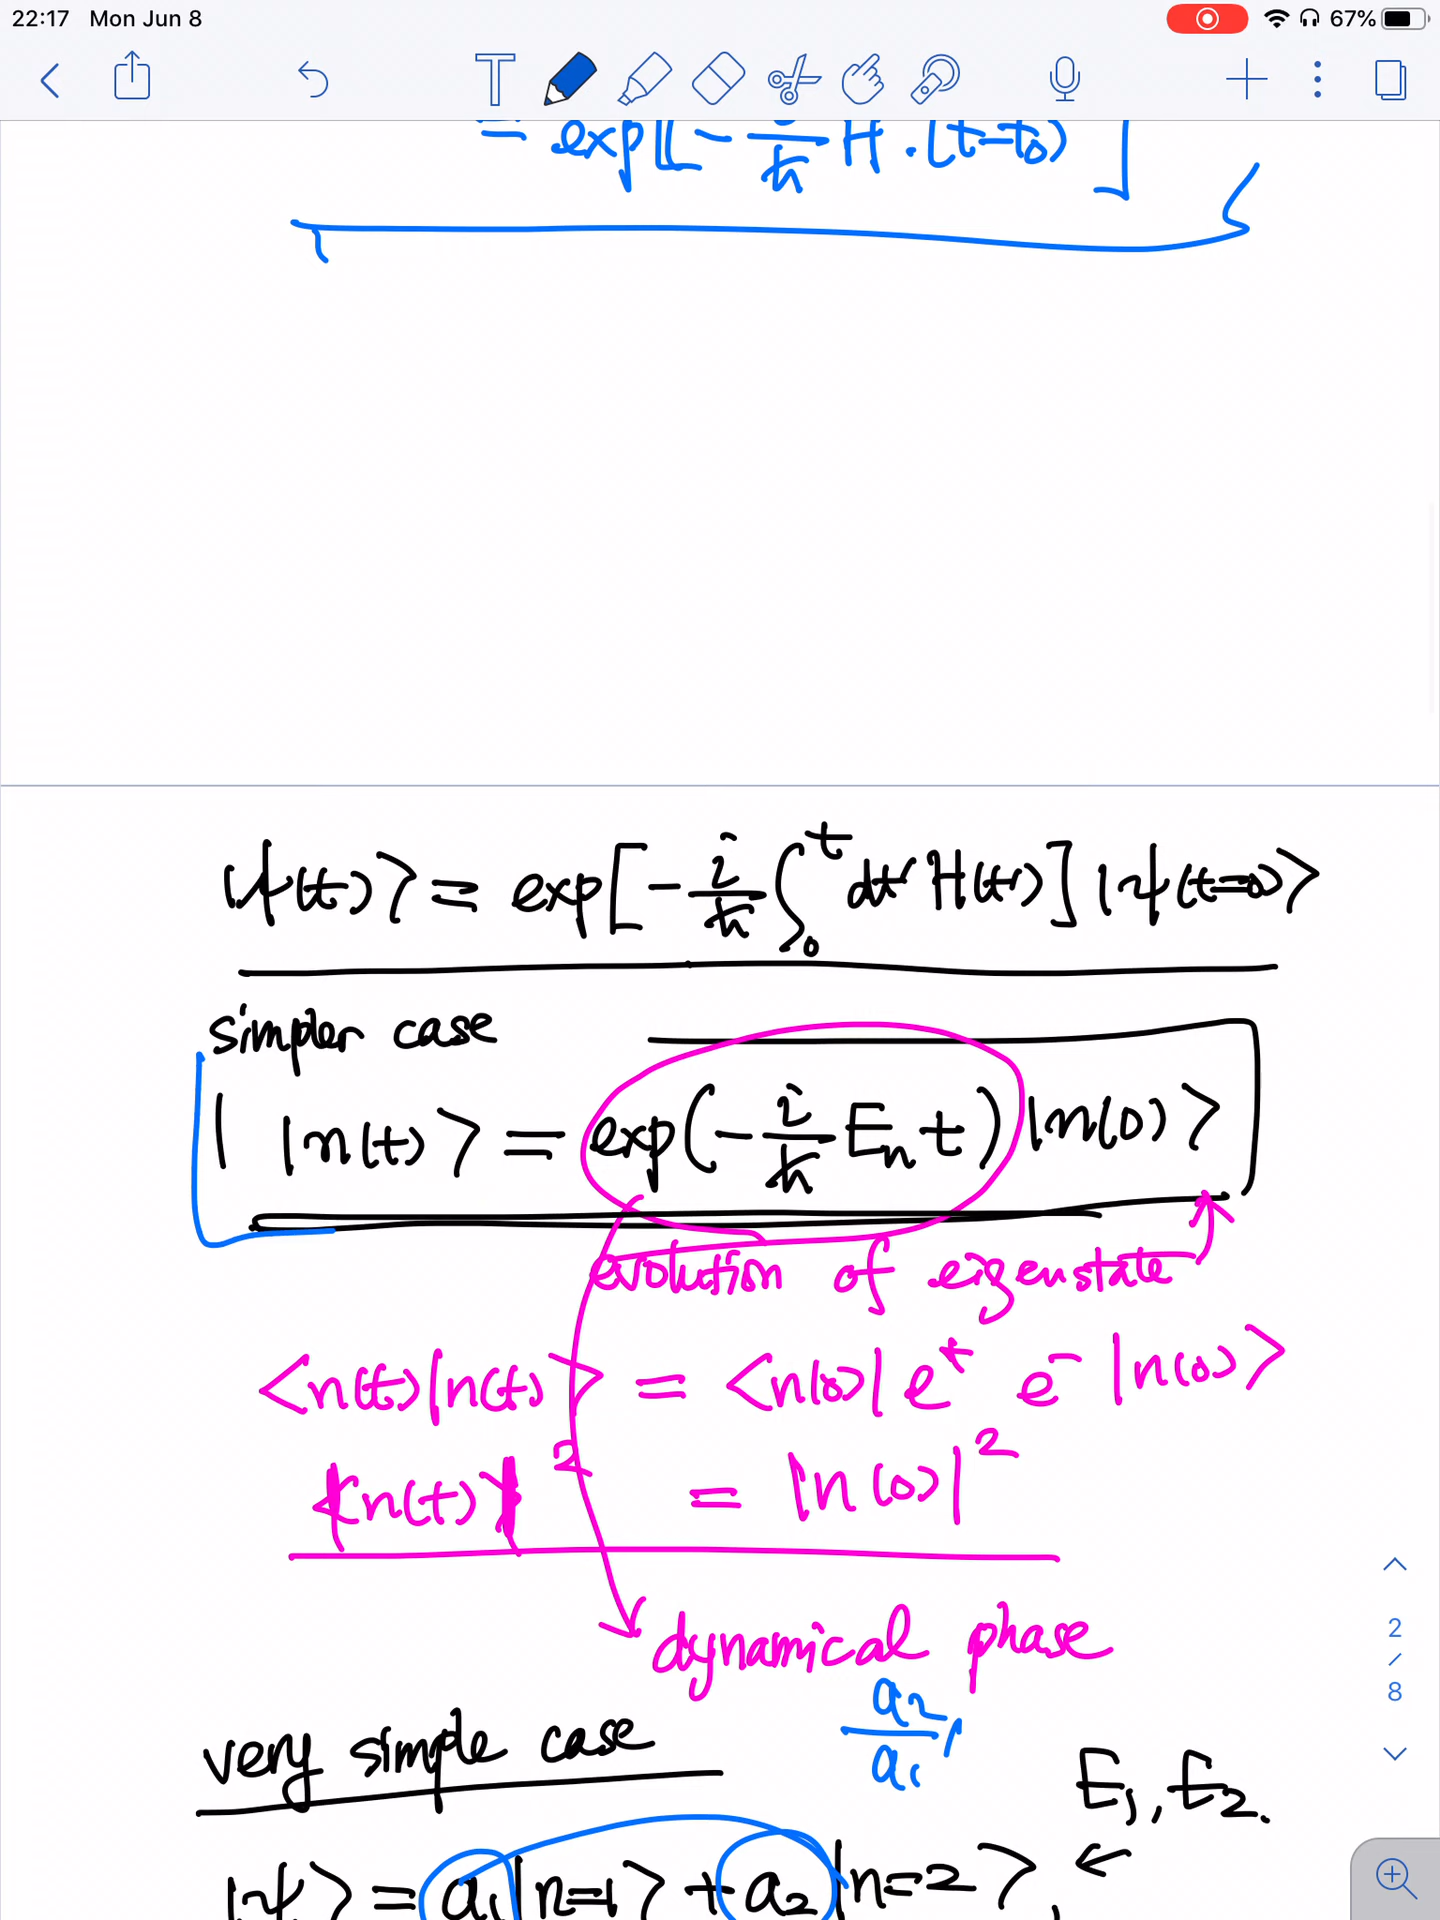 22:17 Mon Jun 8 67%
T
= exp[-i/ħ H·(t-t₀)]
|ψ(t)⟩ = exp[-i/ħ ∫₀ᵗ dt' H(t')] |ψ(t=0)⟩
simpler case
|n(t)⟩ = exp(-i/ħ Eₙt)|n(0)⟩
evolution of eigenstate
<n(t)|n(t)> = <n(0)| e⁺ e⁻ |n(0)>
|n(t)|² = |n(0)|²
dynamical phase
a₂/a₁
very simple case
E₁, E₂.
|ψ⟩ = a₁|n=1⟩ + a₂|n=2⟩, ←
2
/
8